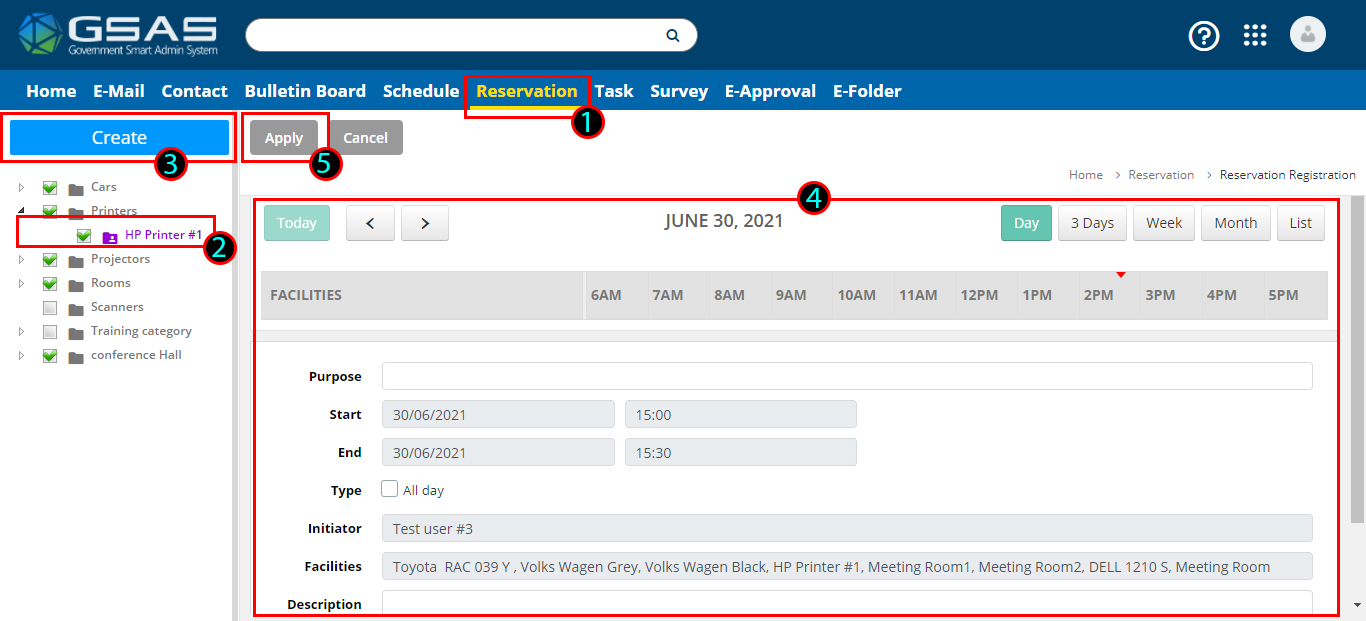 GSAS
Government Smart Admin System
Home E-Mail Contact Bulletin Board Schedule Reservation Task Survey E-Approval E-Folder
1
Create
3
Apply Cancel
5
Home > Reservation > Reservation Registration
Cars
Printers
HP Printer #1
2
Projectors
Rooms
Scanners
Training category
conference Hall
4
Today < > JUNE 30, 2021 Day 3 Days Week Month List
FACILITIES 6AM 7AM 8AM 9AM 10AM 11AM 12PM 1PM 2PM 3PM 4PM 5PM
Purpose
Start 30/06/2021 15:00
End 30/06/2021 15:30
Type All day
Initiator Test user #3
Facilities Toyota RAC 039 Y , Volks Wagen Grey, Volks Wagen Black, HP Printer #1, Meeting Room1, Meeting Room2, DELL 1210 S, Meeting Room
Description